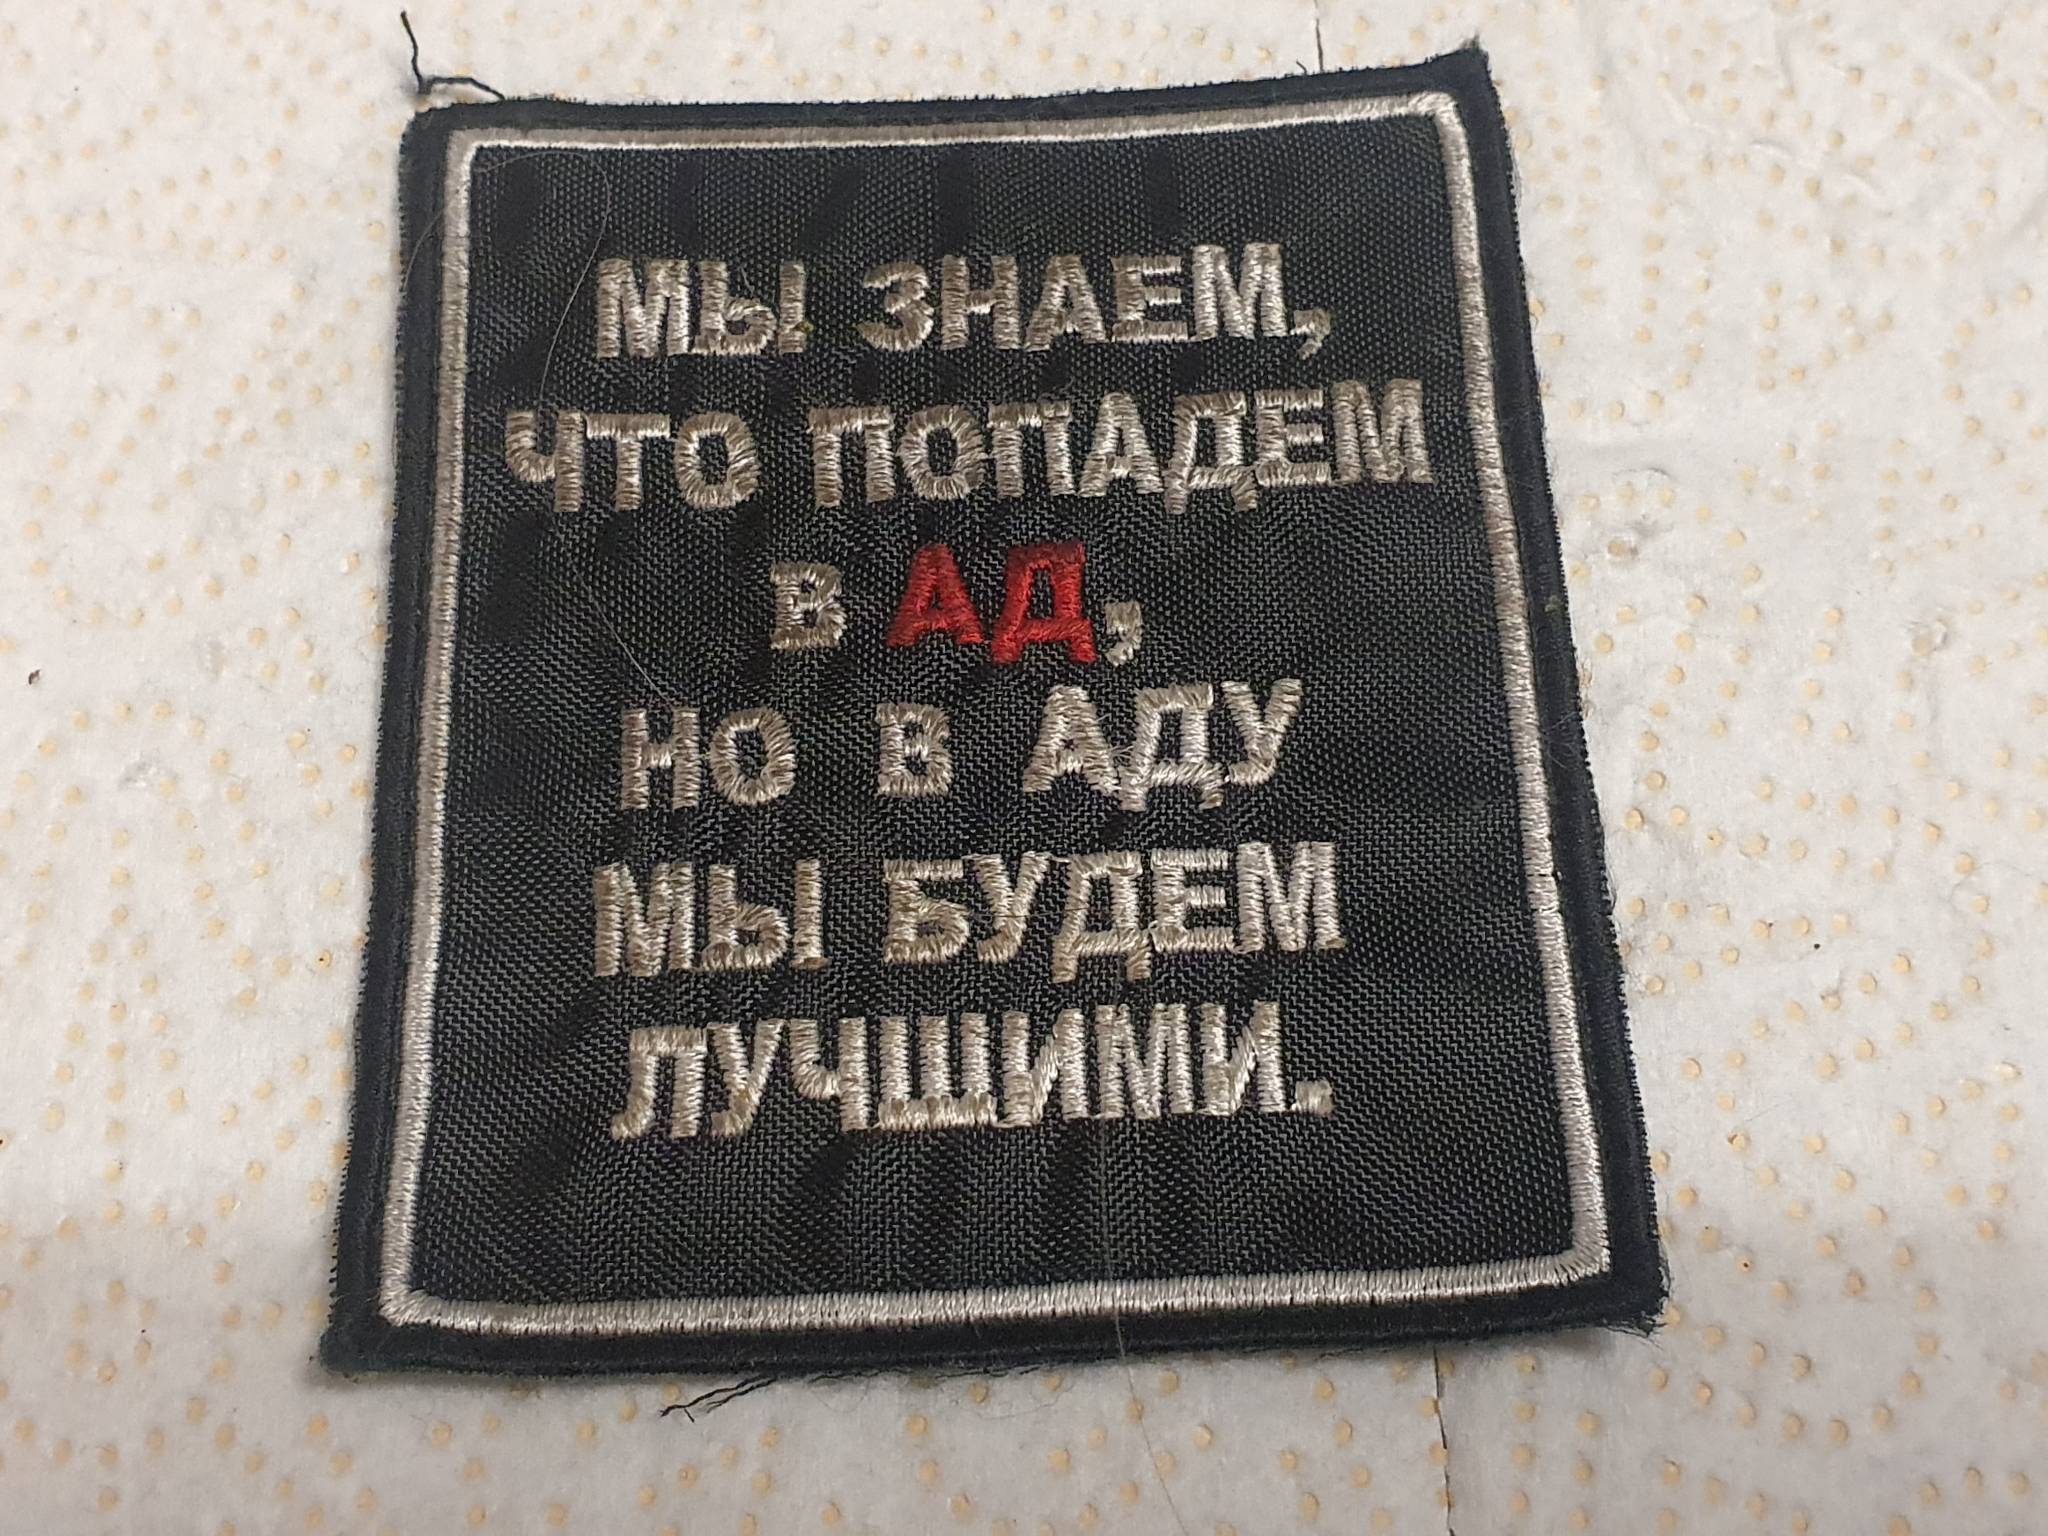 МЫ ЗНАЕМ,
ЧТО ПОПАДЕМ
В АД,
НО В АДУ
МЫ БУДЕМ
ЛУЧШИМИ.